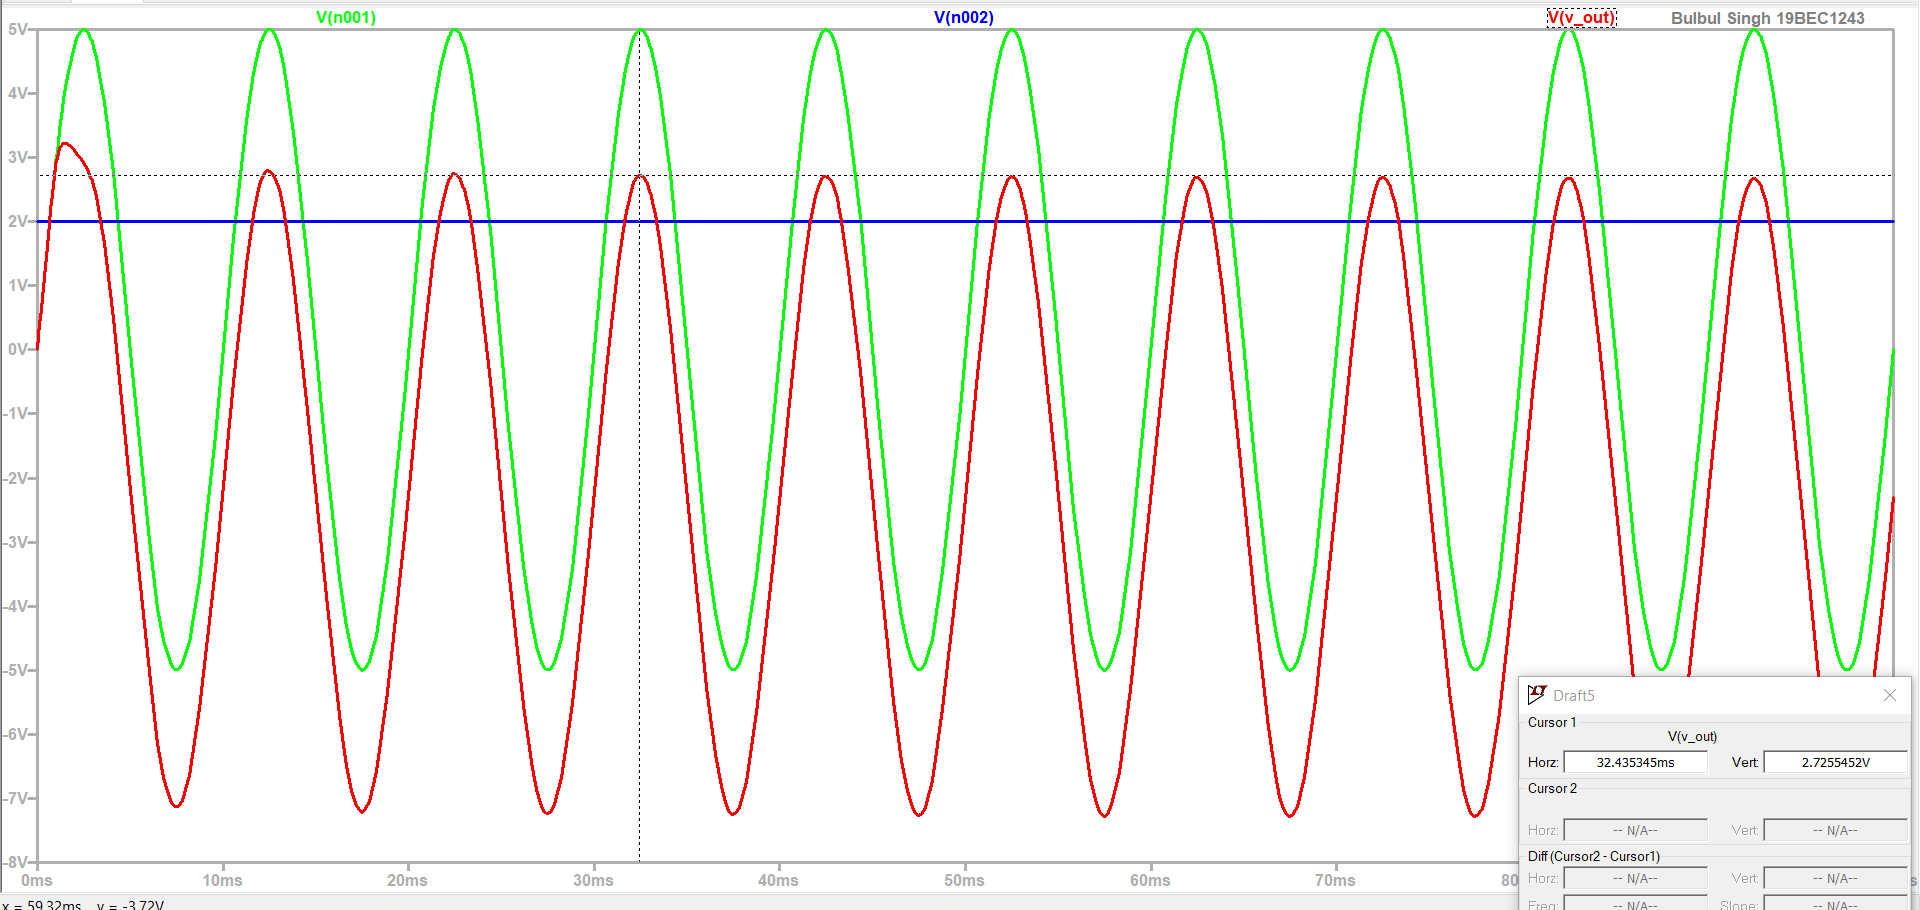 V(n001) V(n002) V(v_out) Bulbul Singh 19BEC1243
5V
4V
3V
2V
1V
0V
-1V
-2V
-3V
-4V
-5V
-6V
-7V
-8V
0ms 10ms 20ms 30ms 40ms 50ms 60ms 70ms 80
Draft5
Cursor 1
V(v_out)
Horz: 32.435345ms Vert: 2.7255452V
Cursor 2
Horz: -- N/A-- Vert: -- N/A--
Diff (Cursor2 - Cursor1)
Horz: -- N/A-- Vert: -- N/A--
Freq: -- N/A-- Slope: -- N/A--
x = 59.32ms y = -3.72V